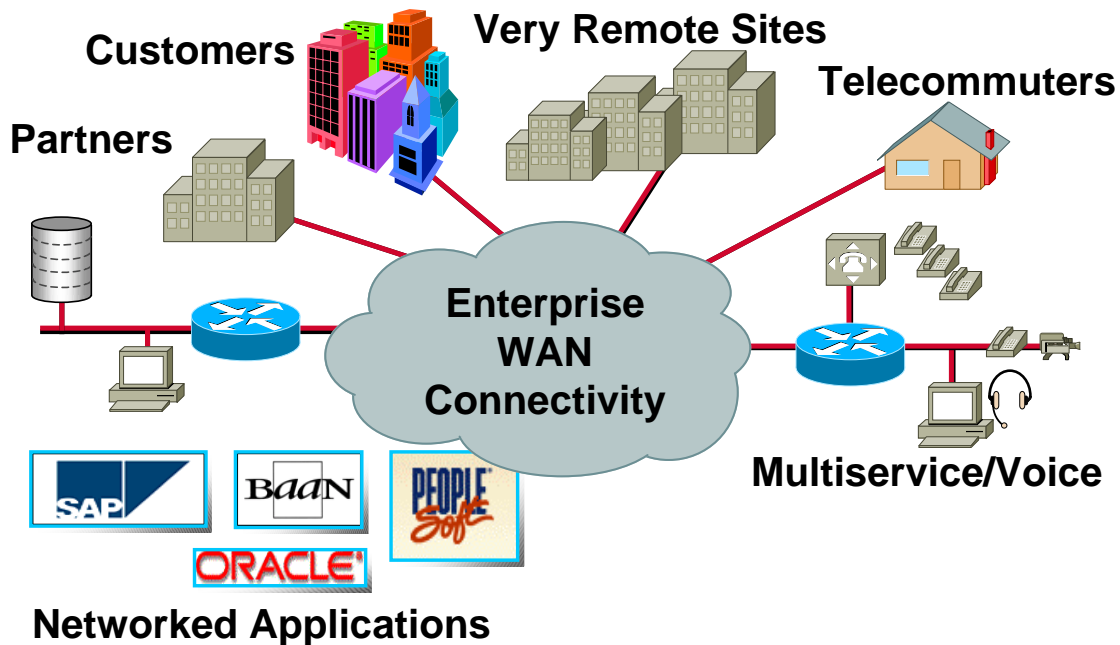 Customers
Very Remote Sites
Telecommuters
Partners
Enterprise
WAN
Connectivity
Multiservice/Voice
SAP
BaaN
PEOPLE®
Soft
ORACLE®
Networked Applications